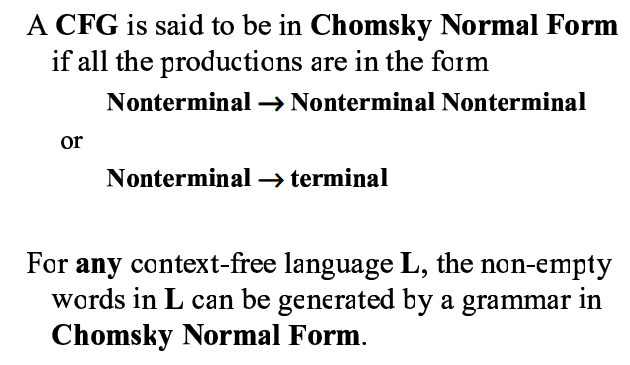 A CFG is said to be in Chomsky Normal Form
if all the productions are in the form
Nonterminal → Nonterminal Nonterminal
or
Nonterminal → terminal
For any context-free language L, the non-empty
words in L can be generated by a grammar in
Chomsky Normal Form.